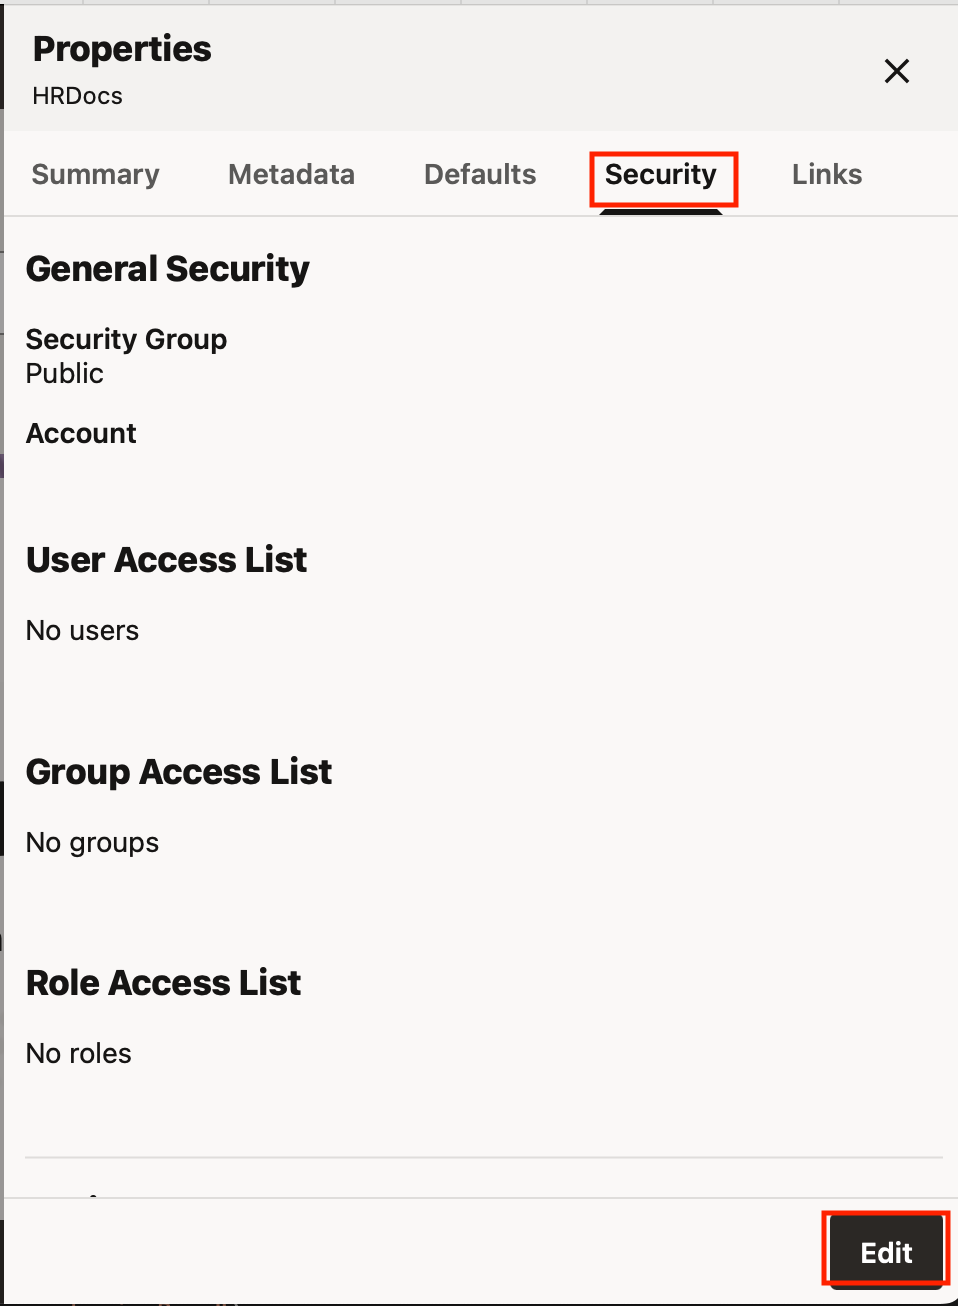 Properties
HRDocs
Summary Metadata Defaults Security Links
General Security
Security Group
Public
Account
User Access List
No users
Group Access List
No groups
Role Access List
No roles
Edit